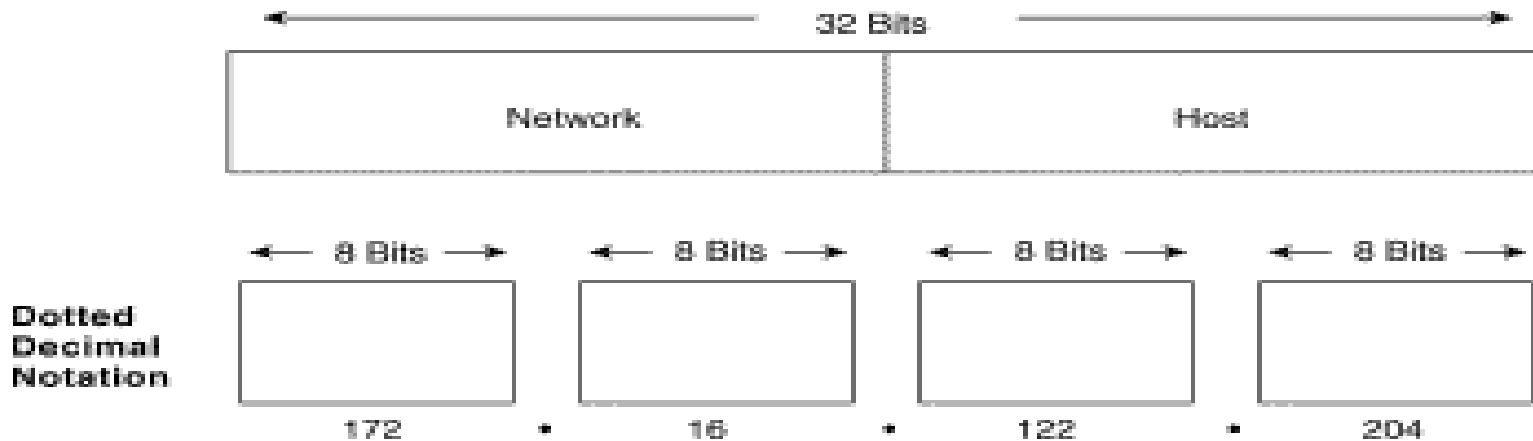 32 Bits
Network Host
8 Bits 8 Bits 8 Bits 8 Bits
Dotted
Decimal
Notation
172 • 16 • 122 • 204